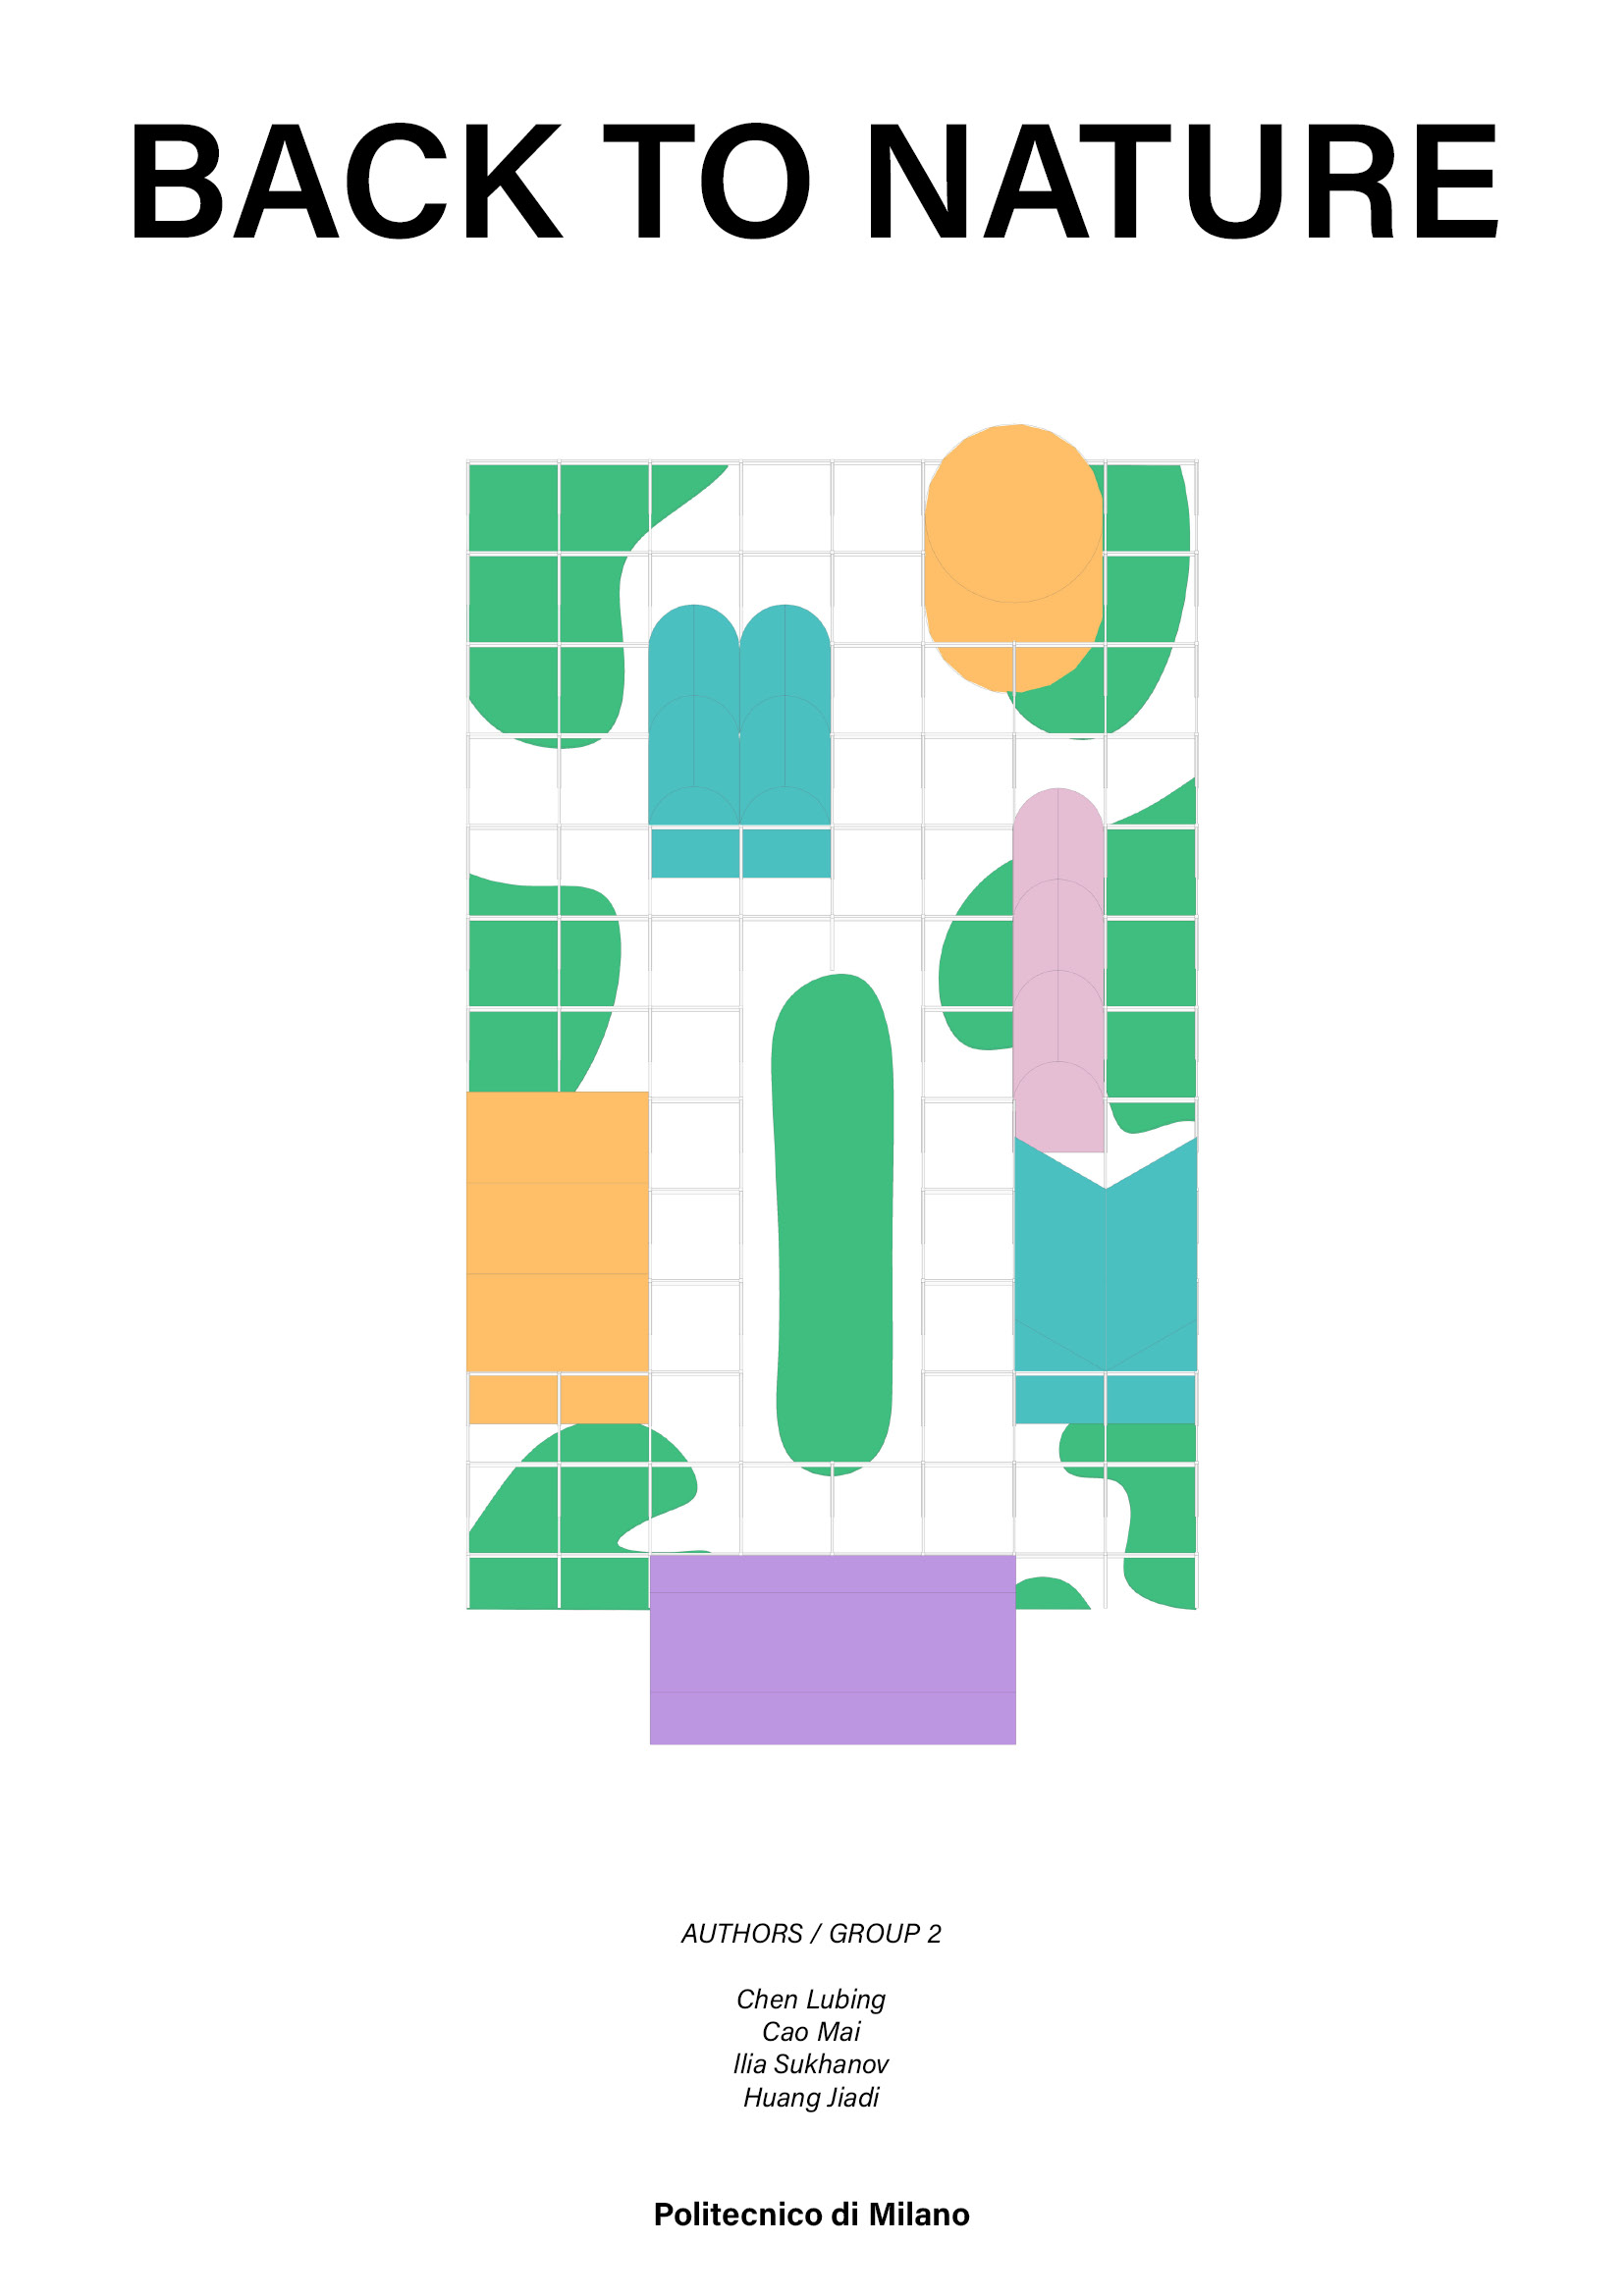 BACK TO NATURE
AUTHORS / GROUP 2
Chen Lubing
Cao Mai
Ilia Sukhanov
Huang Jiadi
Politecnico di Milano